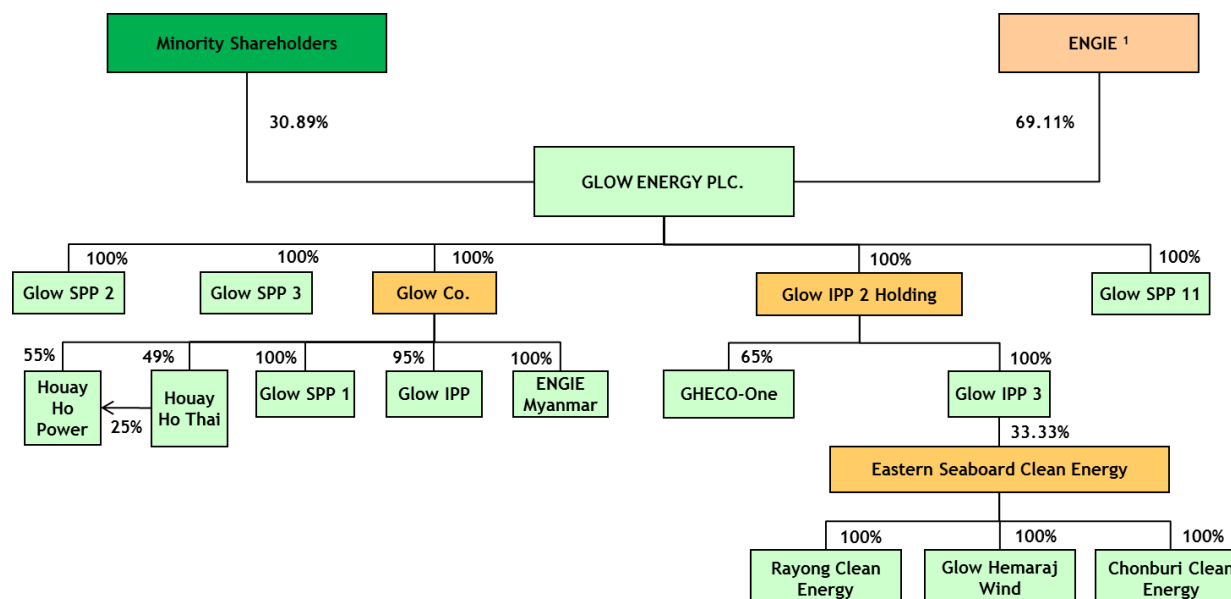 Minority Shareholders
ENGIE ¹
30.89%
69.11%
GLOW ENERGY PLC.
100%
100%
100%
100%
100%
Glow SPP 2
Glow SPP 3
Glow Co.
Glow IPP 2 Holding
Glow SPP 11
55%
49%
100%
95%
100%
65%
100%
Houay
Ho
Power
25%
Houay
Ho Thai
Glow SPP 1
Glow IPP
ENGIE
Myanmar
GHECO-One
Glow IPP 3
33.33%
Eastern Seaboard Clean Energy
100%
100%
100%
Rayong Clean
Energy
Glow Hemaraj
Wind
Chonburi Clean
Energy